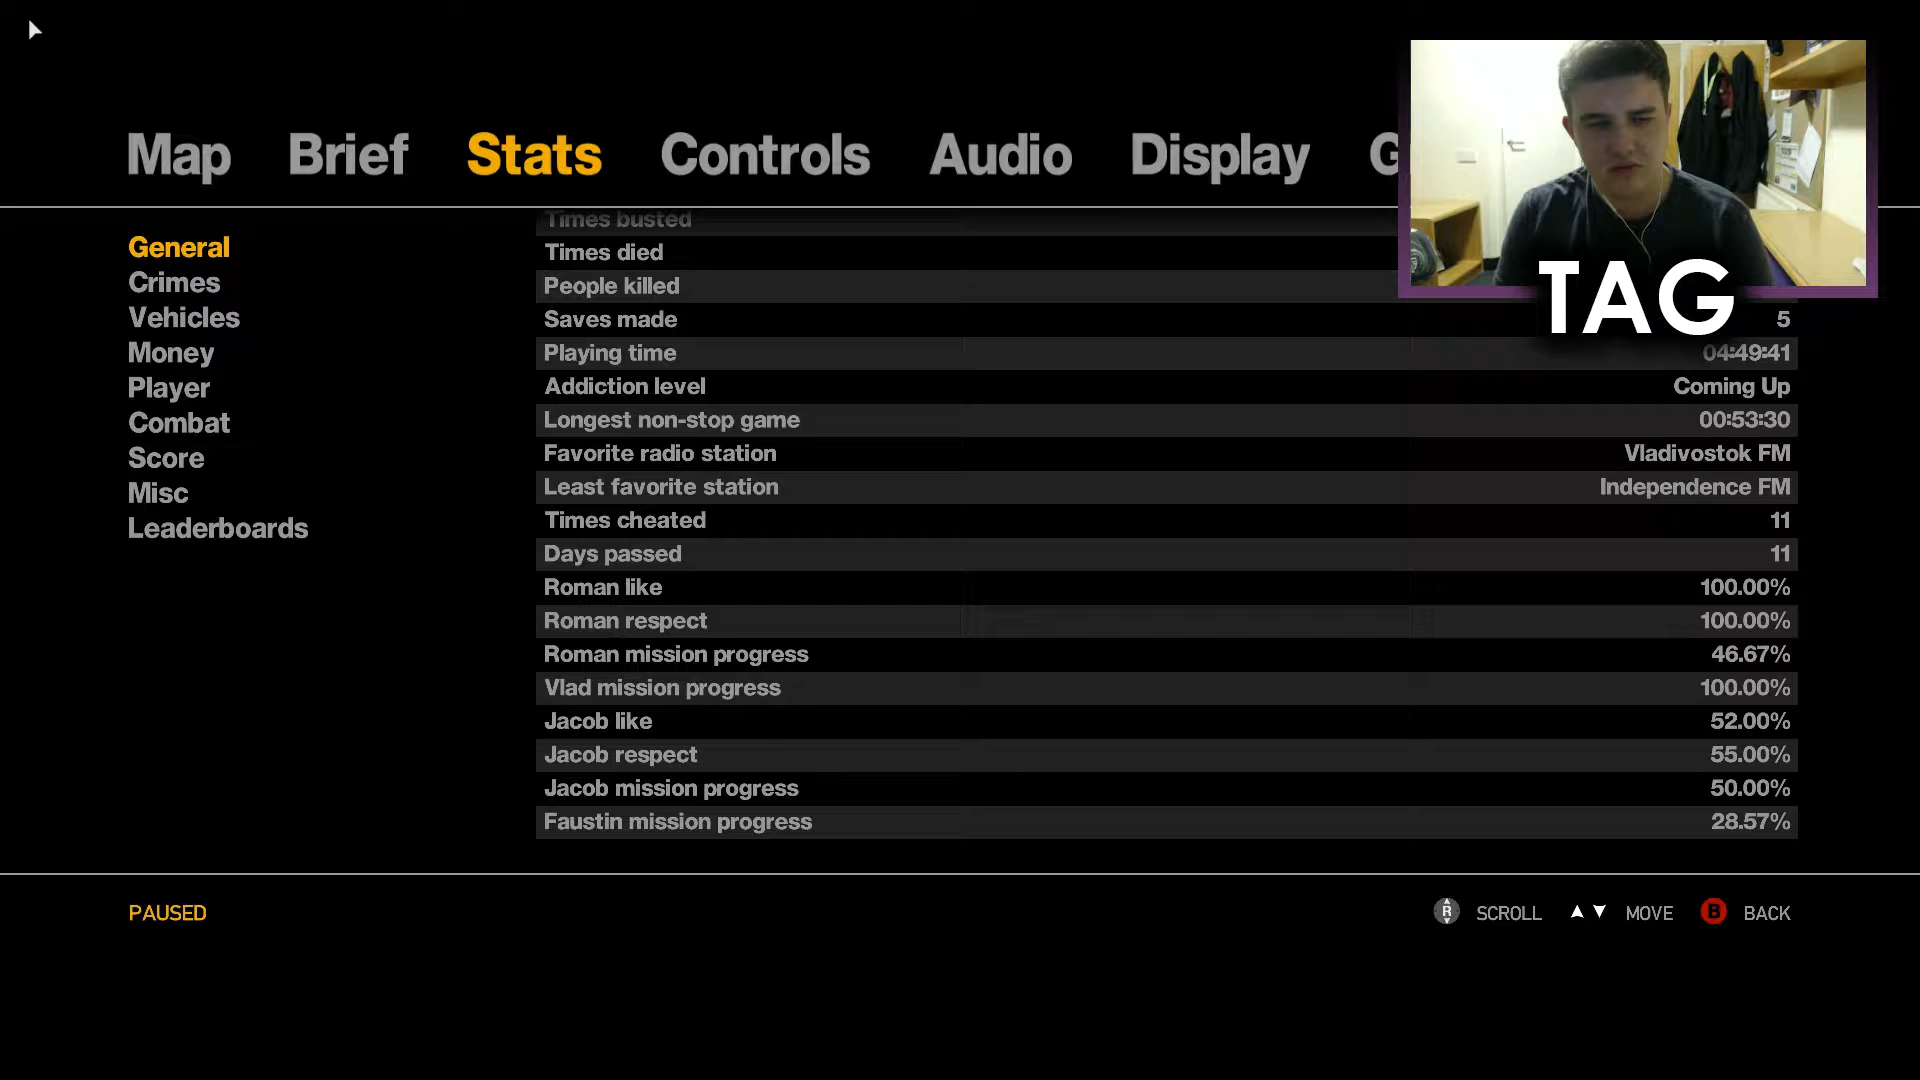 Map Brief Stats Controls Audio Display G
TAG
General
Crimes
Vehicles
Money
Player
Combat
Score
Misc
Leaderboards
Times busted
Times died
People killed
Saves made 5
Playing time 04:49:41
Addiction level Coming Up
Longest non-stop game 00:53:30
Favorite radio station Vladivostok FM
Least favorite station Independence FM
Times cheated 11
Days passed 11
Roman like 100.00%
Roman respect 100.00%
Roman mission progress 46.67%
Vlad mission progress 100.00%
Jacob like 52.00%
Jacob respect 55.00%
Jacob mission progress 50.00%
Faustin mission progress 28.57%
PAUSED
R SCROLL MOVE B BACK